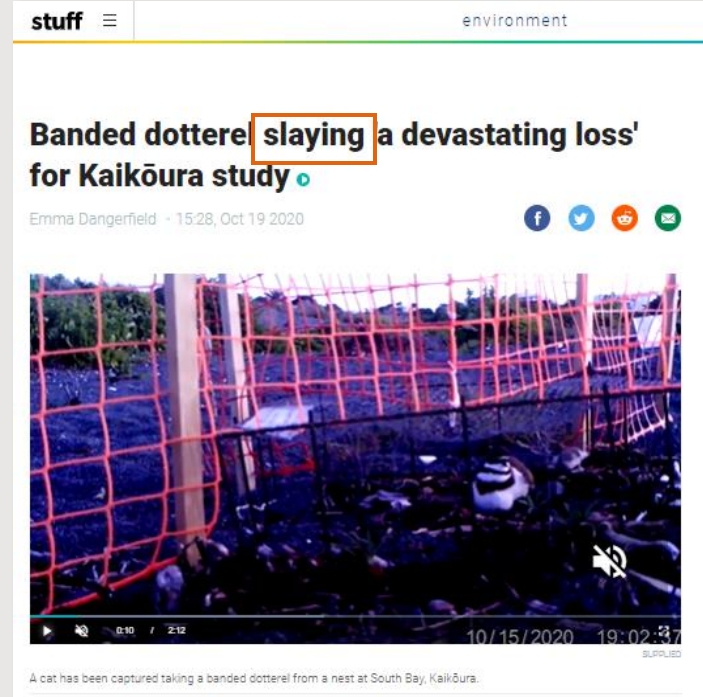 stuff
environment
Banded dotterel slaying a devastating loss'
for Kaikōura study
Emma Dangerfield - 15:28, Oct 19 2020
0:10 / 2:12
10/15/2020 19:02:37
SUPPLIED
A cat has been captured taking a banded dotterel from a nest at South Bay, Kaikōura.